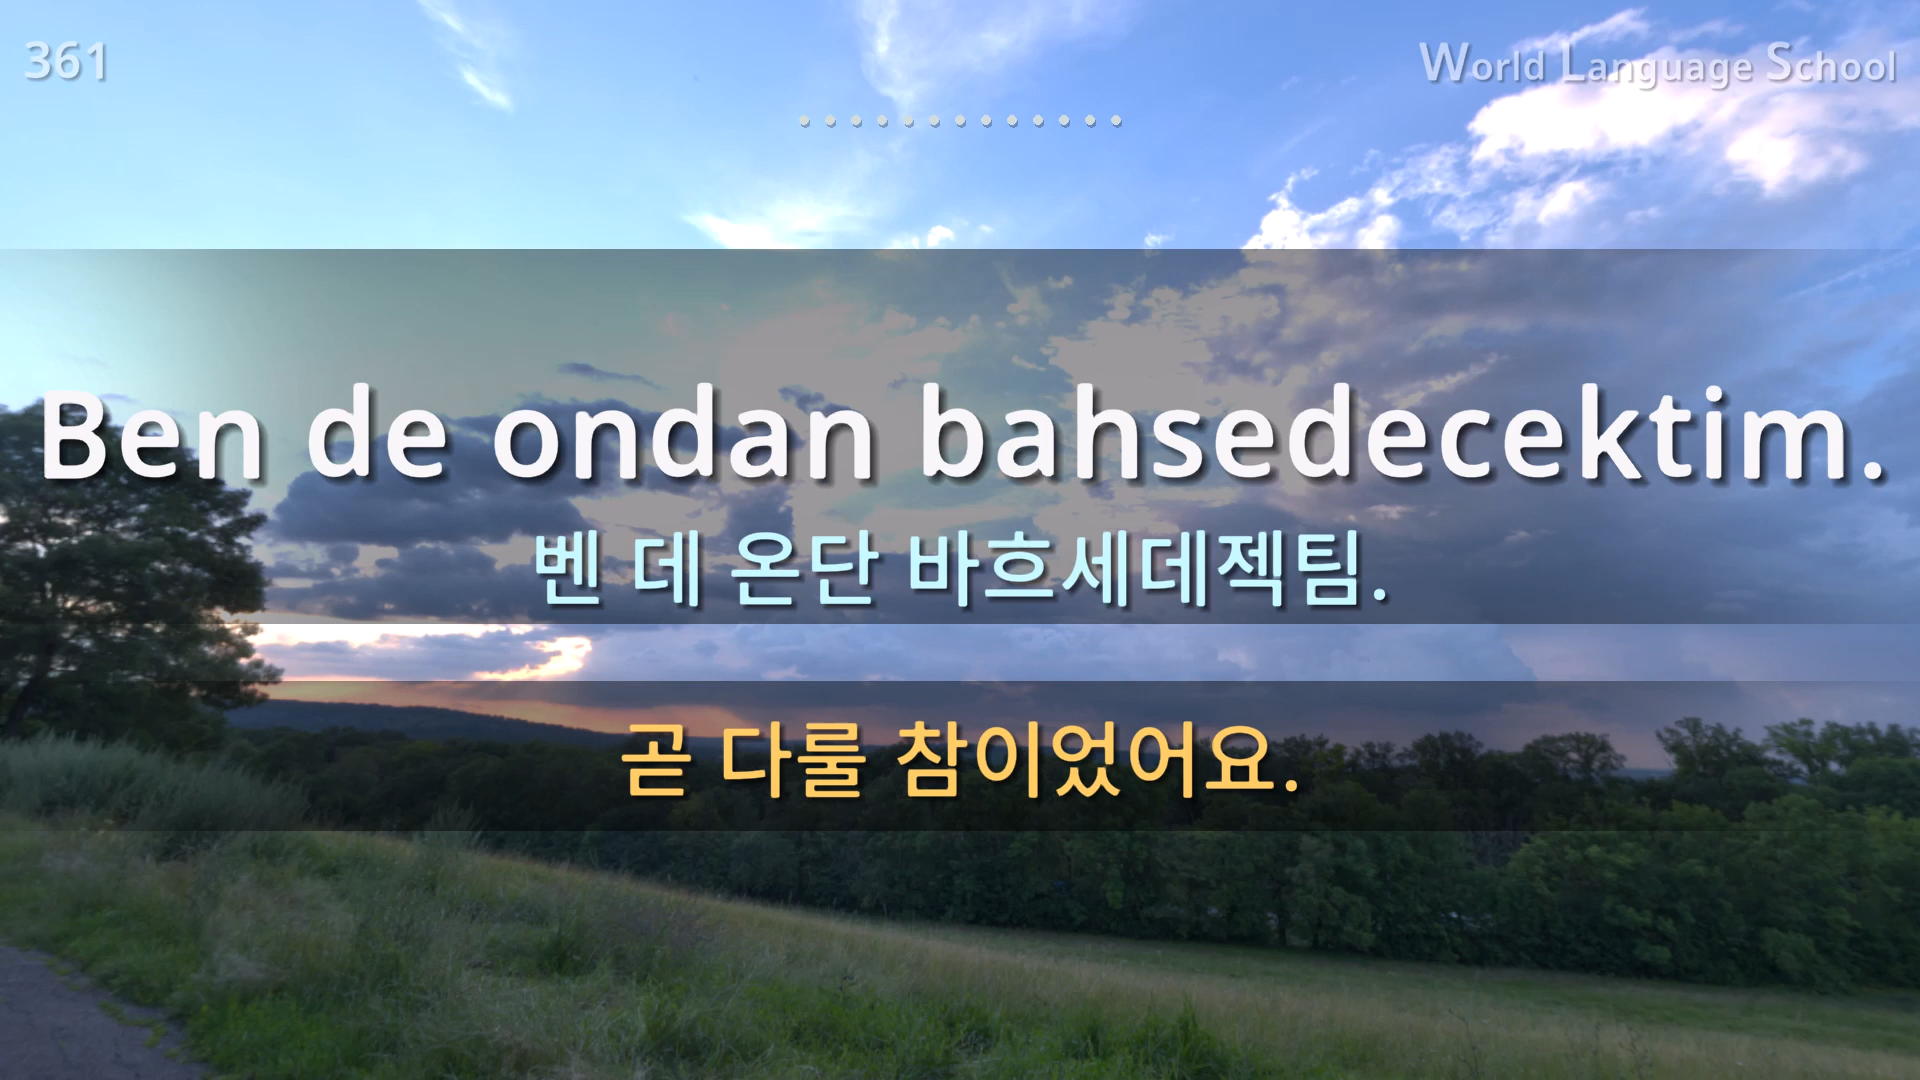 361
World Language School
. . . . . . . . . . . . .
Ben de ondan bahsedecektim.
벤 데 온단 바흐세데젝팀.
곧 다룰 참이었어요.